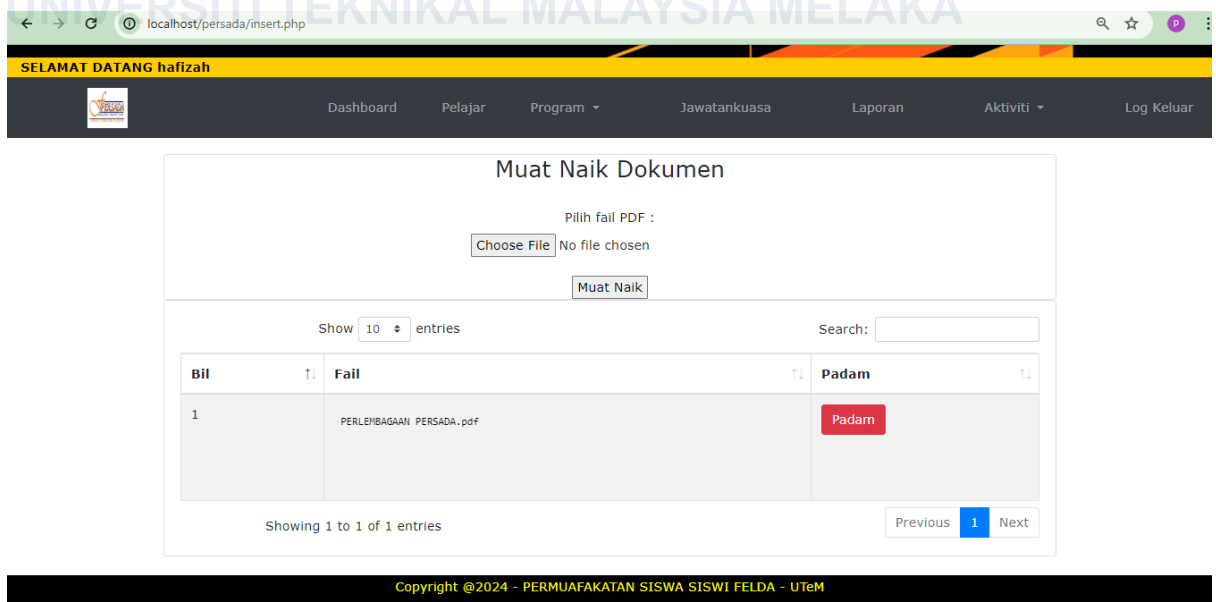 UNIVERSITI TEKNIKAL MALAYSIA MELAKA
localhost/persada/insert.php
P
SELAMAT DATANG hafizah
PERSADA
Dashboard Pelajar Program Jawatankuasa Laporan Aktiviti Log Keluar
Muat Naik Dokumen
Pilih fail PDF :
Choose File No file chosen
Muat Naik
Show 10 entries Search:
Bil Fail Padam
1 PERLEMBAGAAN PERSADA.pdf Padam
Showing 1 to 1 of 1 entries Previous 1 Next
Copyright @2024 - PERMUAFAKATAN SISWA SISWI FELDA - UTeM